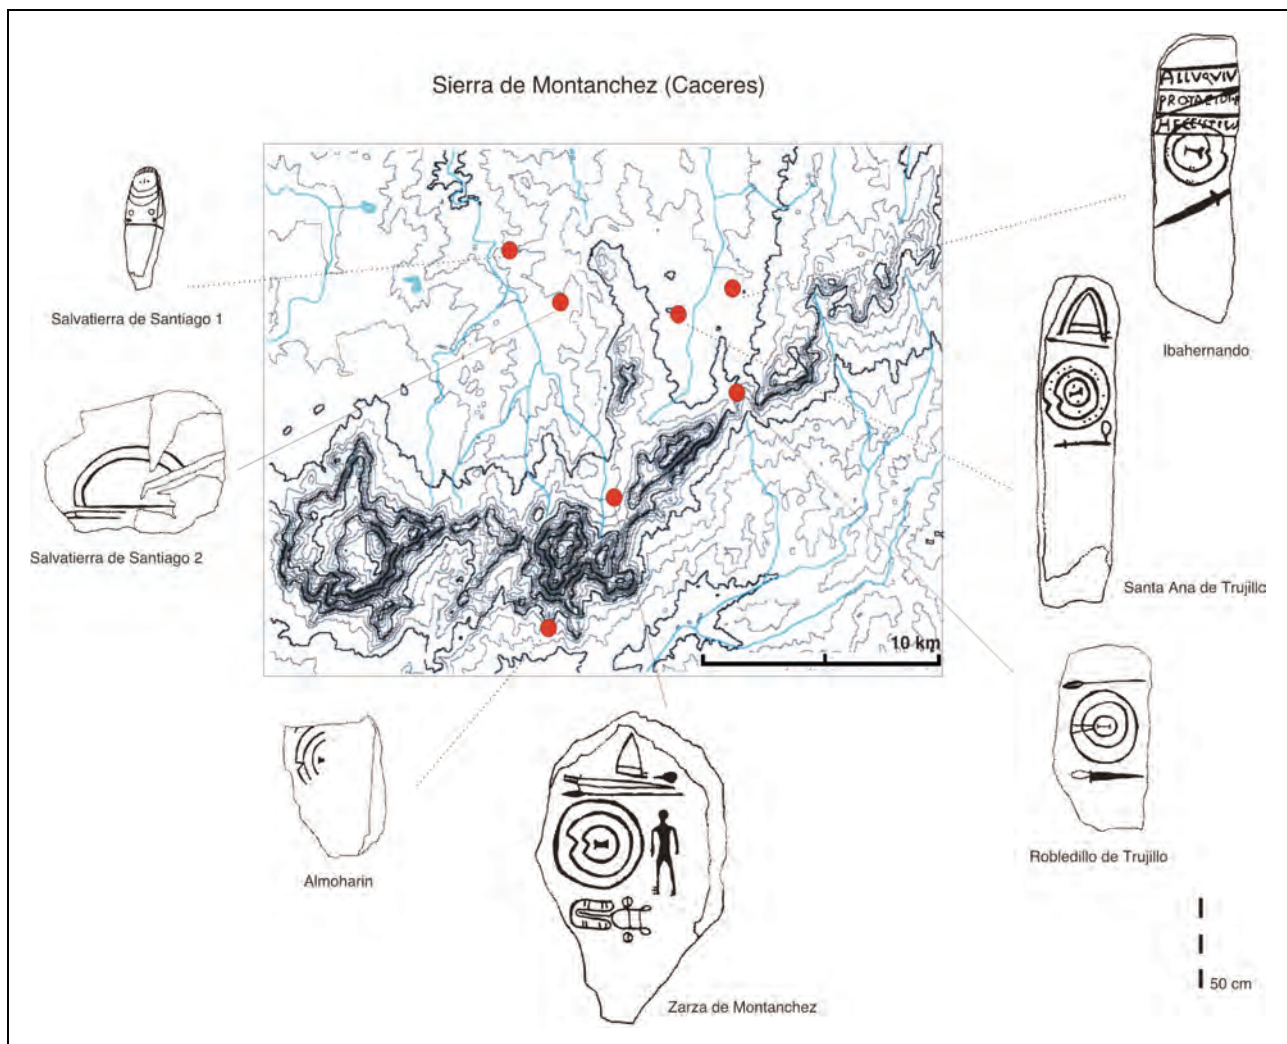 Sierra de Montanchez (Caceres)
ALLUQUIU
Ibahernando
Salvatierra de Santiago 1
Salvatierra de Santiago 2
Santa Ana de Trujillo
10 km
Robledillo de Trujillo
Almoharin
Zarza de Montanchez
50 cm